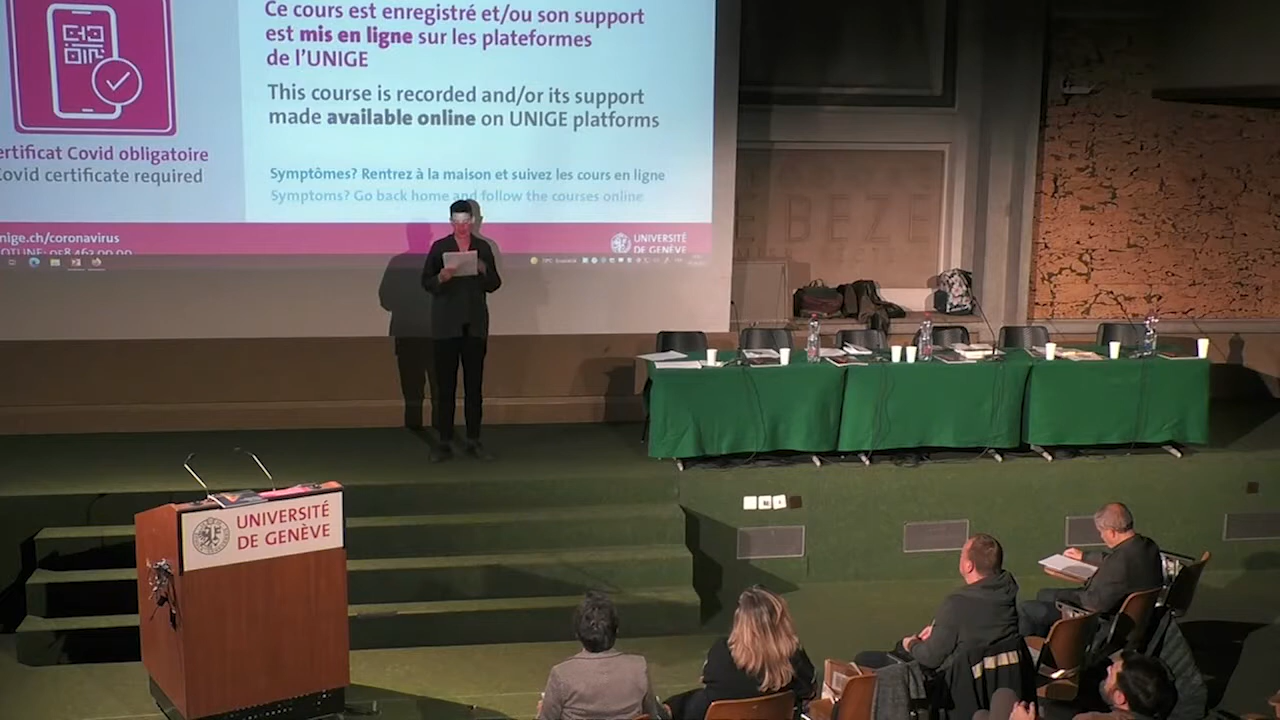 Ce cours est enregistré et/ou son support
est mis en ligne sur les plateformes
de l'UNIGE
This course is recorded and/or its support
made available online on UNIGE platforms
ertificat Covid obligatoire
Covid certificate required
Symptômes? Rentrez à la maison et suivez les cours en ligne
Symptoms? Go back home and follow the courses online
nige.ch/coronavirus
UNIVERSITÉ
DE GENÈVE
BEZE
UNIVERSITÉ
DE GENÈVE